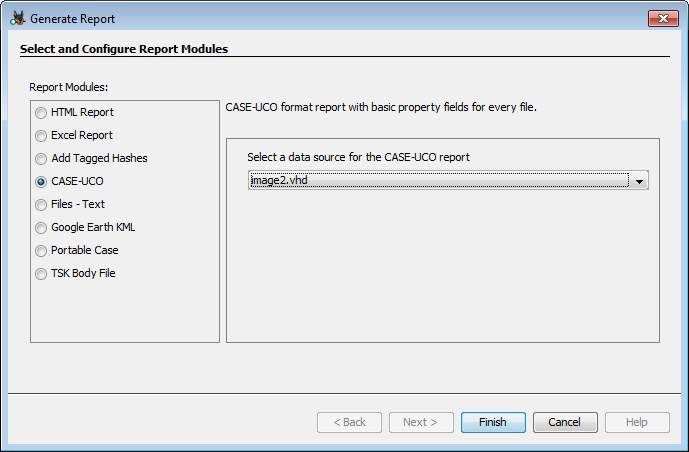 Generate Report
Select and Configure Report Modules
Report Modules:
HTML Report
Excel Report
Add Tagged Hashes
CASE-UCO
Files - Text
Google Earth KML
Portable Case
TSK Body File
CASE-UCO format report with basic property fields for every file.
Select a data source for the CASE-UCO report
image2.vhd
< Back
Next >
Finish
Cancel
Help